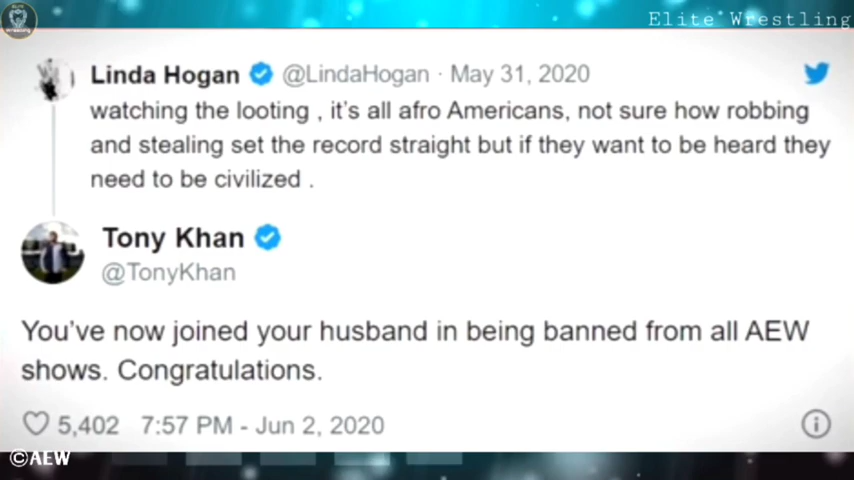 Elite Wrestling
Linda Hogan @LindaHogan · May 31, 2020
watching the looting , it's all afro Americans, not sure how robbing
and stealing set the record straight but if they want to be heard they
need to be civilized .
Tony Khan
@TonyKhan
You've now joined your husband in being banned from all AEW
shows. Congratulations.
5,402 7:57 PM - Jun 2, 2020
©AEW